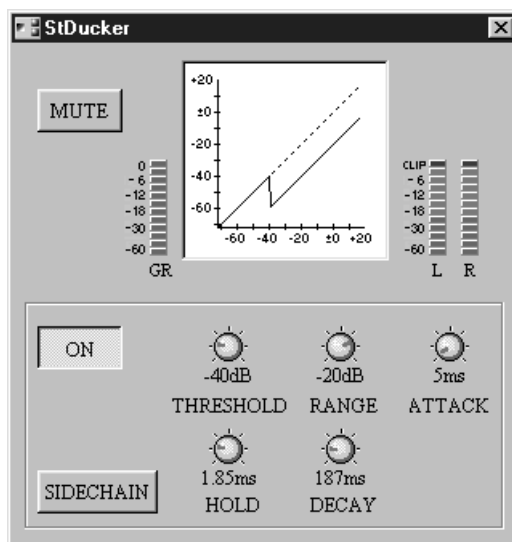 StDucker
MUTE
+20
±0
-20
-40
-60
-60 -40 -20 ±0 +20
0
-6
-12
-18
-30
-60
GR
CLIP
-6
-12
-18
-30
-60
L R
ON
-40dB -20dB 5ms
THRESHOLD RANGE ATTACK
1.85ms 187ms
SIDECHAIN
HOLD DECAY